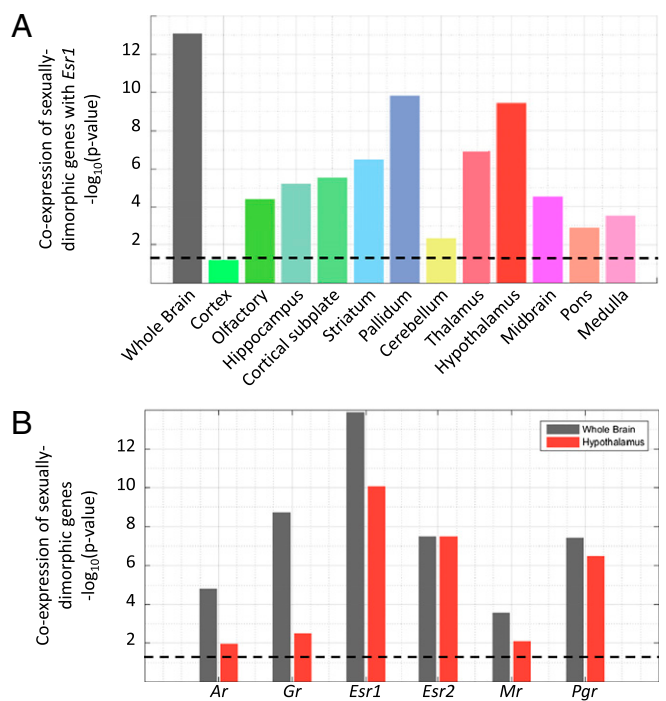 A
Co-expression of sexually-
dimorphic genes with Esr1
-log10(p-value)
12
10
8
6
4
2
Whole Brain
Cortex
Olfactory
Hippocampus
Cortical subplate
Striatum
Pallidum
Cerebellum
Thalamus
Hypothalamus
Midbrain
Pons
Medulla
B
Co-expression of sexually-
dimorphic genes
-log10(p-value)
12
10
8
6
4
2
Whole Brain
Hypothalamus
Ar Gr Esr1 Esr2 Mr Pgr